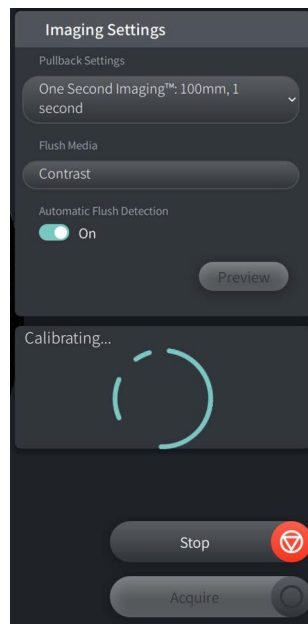 Imaging Settings
Pullback Settings
One Second Imaging™: 100mm, 1
second
Flush Media
Contrast
Automatic Flush Detection
On
Preview
Calibrating...
Stop
Acquire